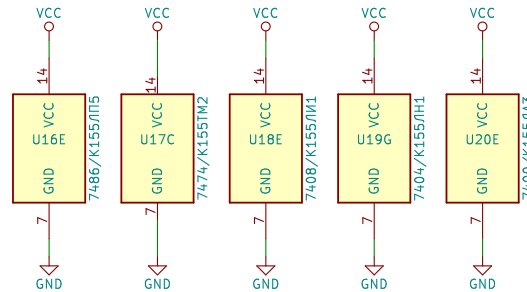 VCC VCC VCC VCC VCC
14 14 14 14 14
VCC VCC VCC VCC VCC
U16E U17C U18E U19G U20E
7486/К155ЛП5 7474/К155ТМ2 7408/К155ЛИ1 7404/К155ЛН1
GND GND GND GND GND
7 7 7 7 7
GND GND GND GND GND